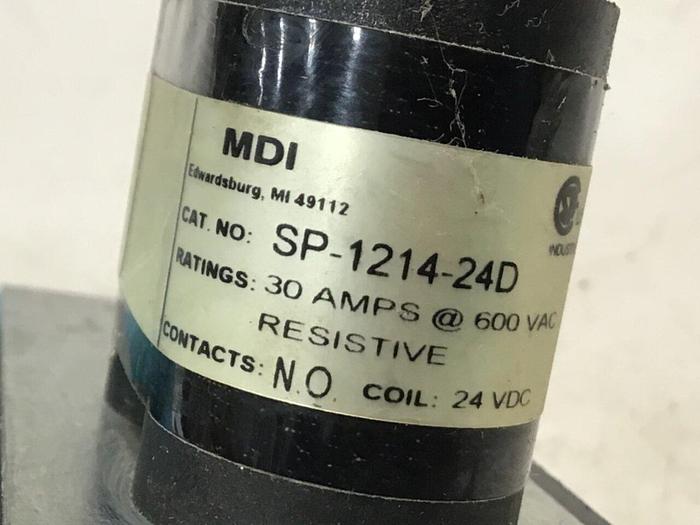 MDI
Edwardsburg, MI 49112
CAT. NO: SP-1214-24D
RATINGS: 30 AMPS @ 600 VAC
RESISTIVE
CONTACTS: N.O. COIL: 24 VDC